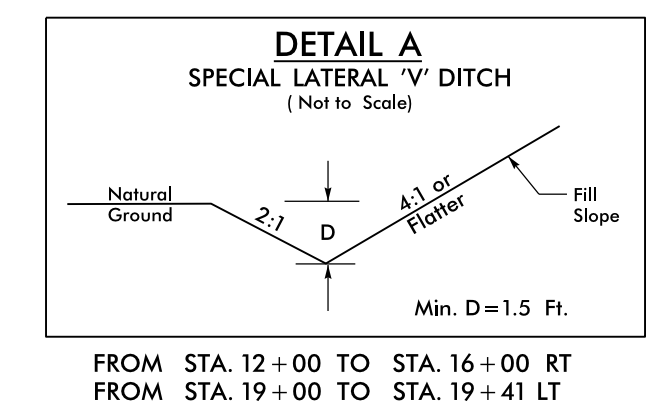 DETAIL A
SPECIAL LATERAL 'V' DITCH
( Not to Scale)
Natural
Ground
2:1
D
4:1 or
Flatter
Fill
Slope
Min. D=1.5 Ft.
FROM STA. 12+00 TO STA. 16+00 RT
FROM STA. 19+00 TO STA. 19+41 LT